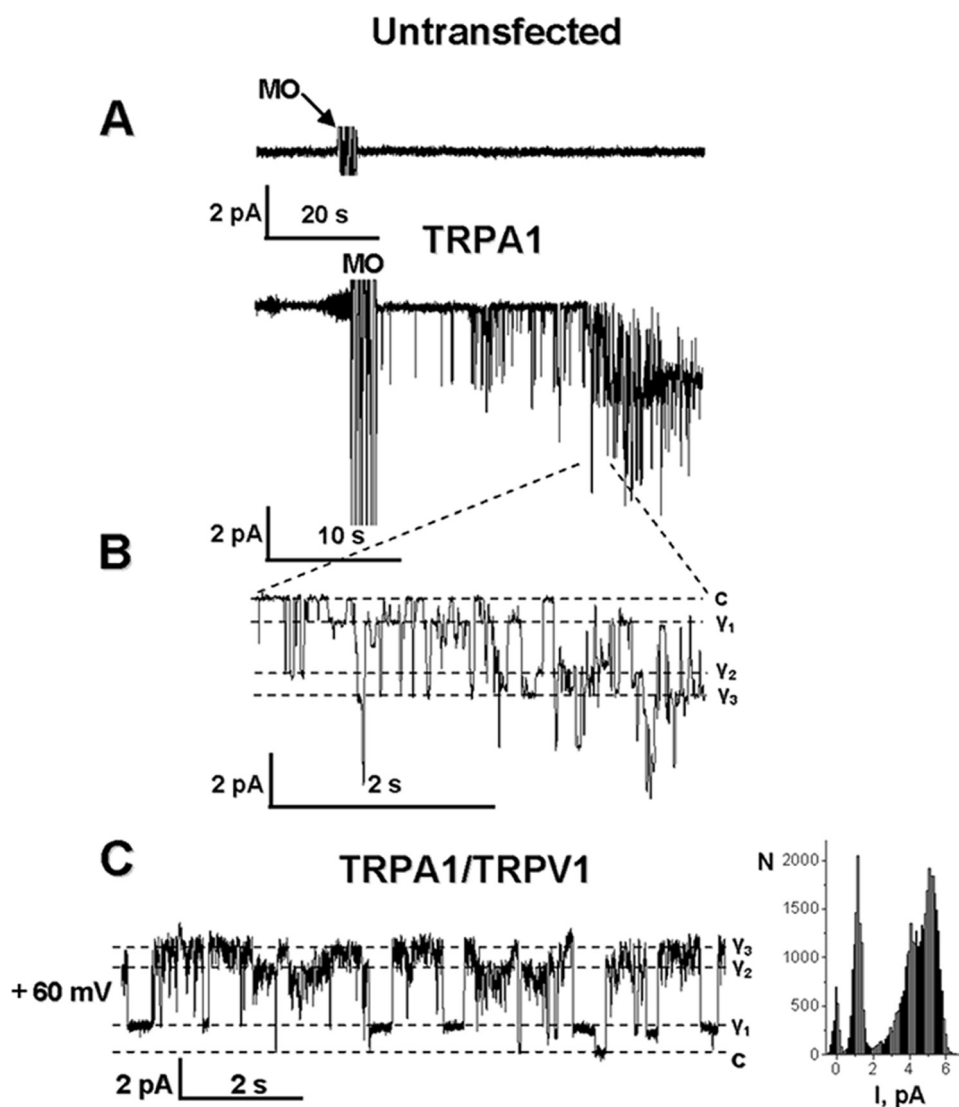 Untransfected
A
MO
2 pA 20 s
TRPA1
MO
2 pA 10 s
B
c
γ₁
γ₂
γ₃
2 pA 2 s
C
TRPA1/TRPV1
+ 60 mV
γ₃
γ₂
γ₁
c
2 pA 2 s
N
2000
1500
1000
500
0
0 2 4 6
I, pA